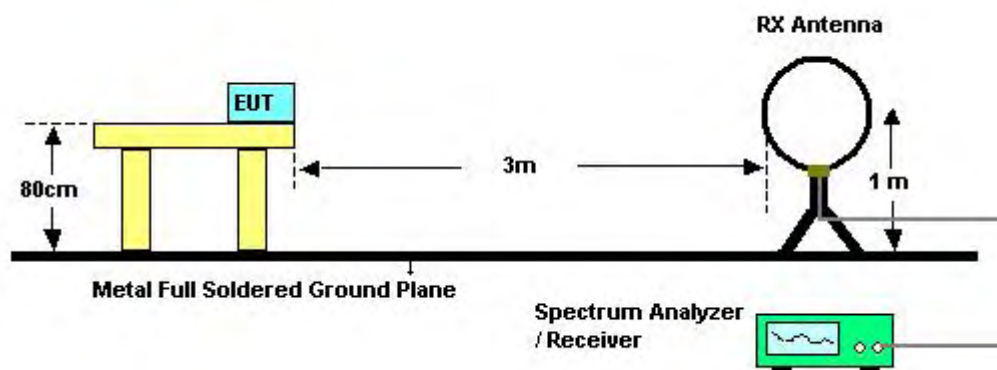 RX Antenna
EUT
3m
80cm
1 m
Metal Full Soldered Ground Plane
Spectrum Analyzer
/ Receiver